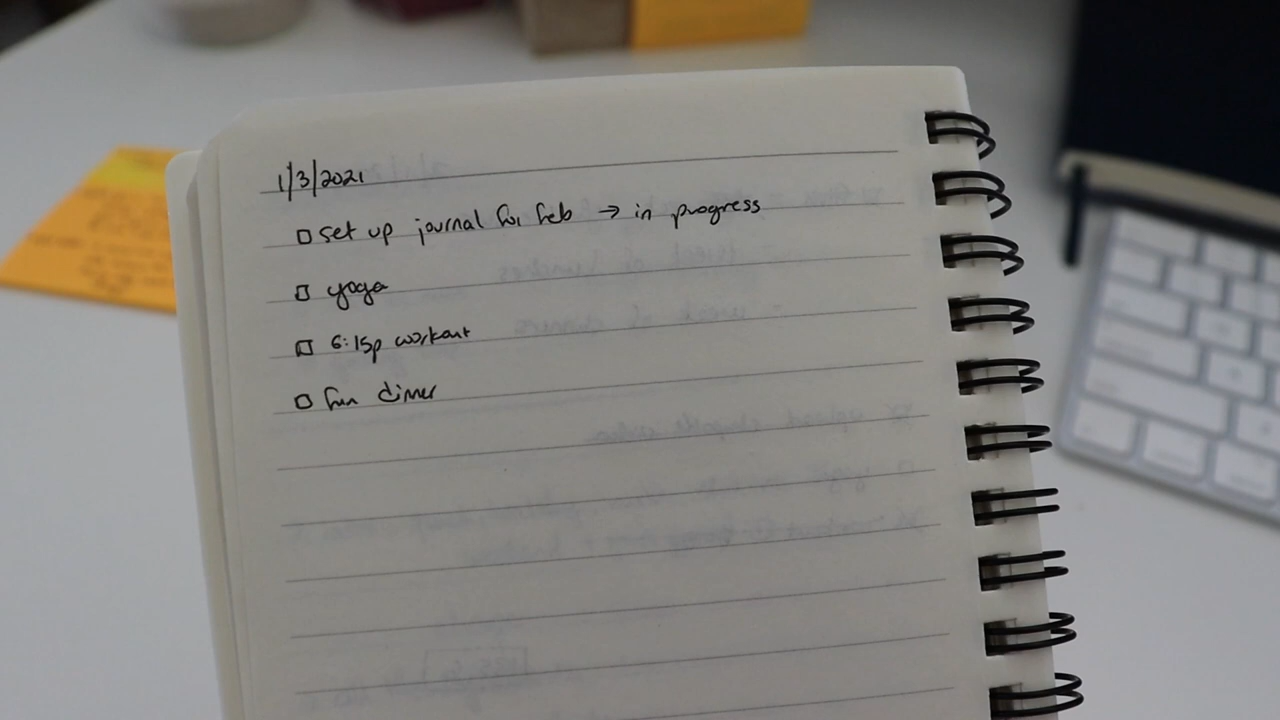 1/3/2021
□ set up journal for feb → in progress
□ yoga
□ 6:15p workout
□ fun dinner